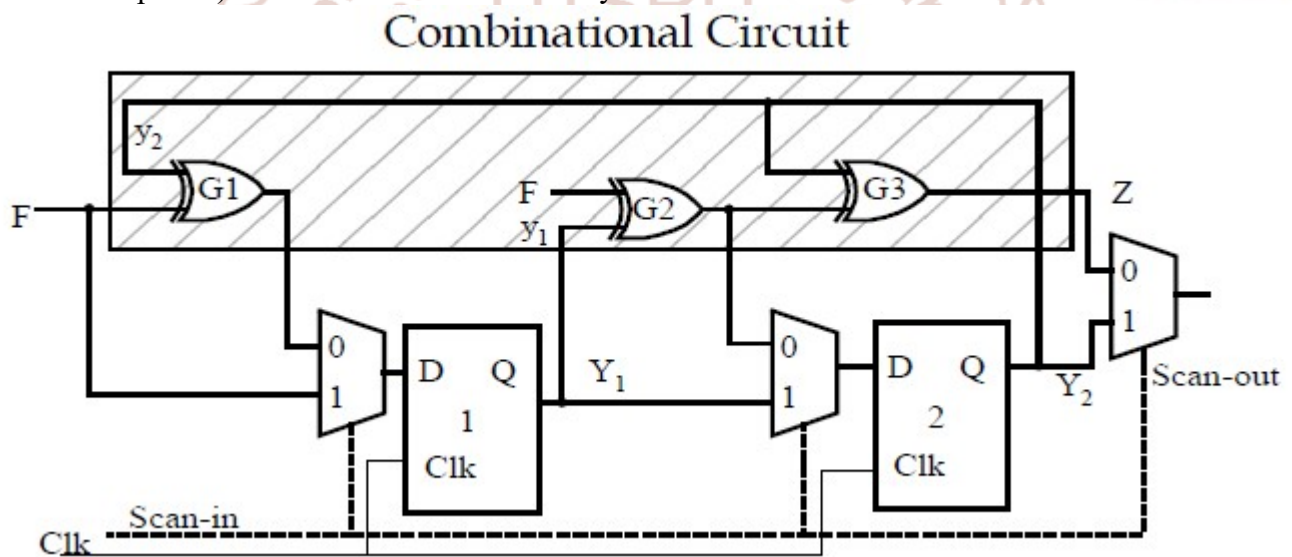 Combinational Circuit
y₂
G1
F
F
y₁
G2
G3
Z
0
1
0
1
D Q
1
Clk
Y₁
0
1
D Q
2
Clk
Y₂
Scan-out
Scan-in
Clk